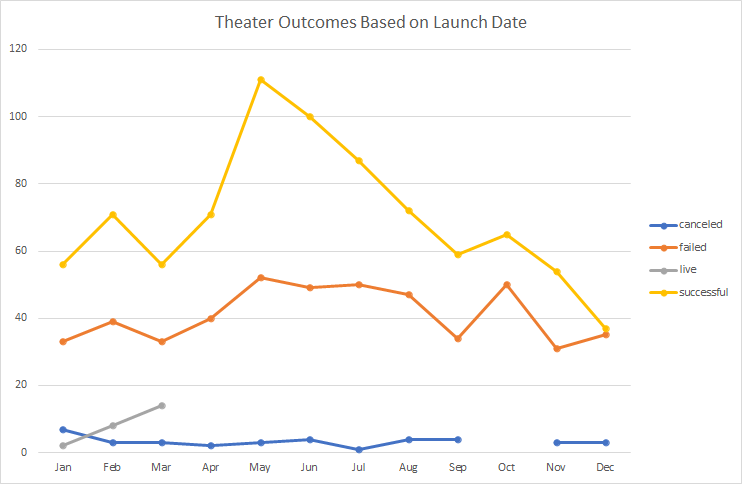 Theater Outcomes Based on Launch Date
120
100
80
60
40
20
0
Jan Feb Mar Apr May Jun Jul Aug Sep Oct Nov Dec
canceled
failed
live
successful